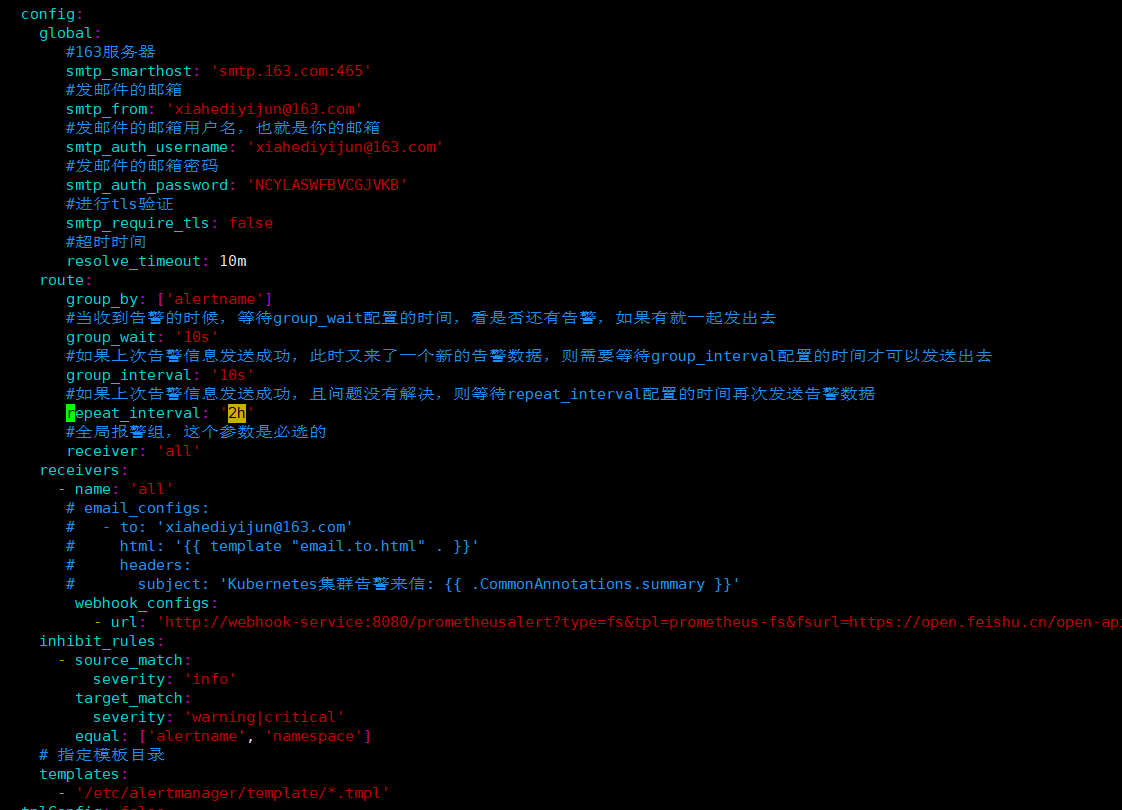 config:
global:
#163服务器
smtp_smarthost: 'smtp.163.com:465'
#发邮件的邮箱
smtp_from: 'xiahediyijun@163.com'
#发邮件的邮箱用户名，也就是你的邮箱
smtp_auth_username: 'xiahediyijun@163.com'
#发邮件的邮箱密码
smtp_auth_password: 'NCYLASWFBVCGJVKB'
#进行tls验证
smtp_require_tls: false
#超时时间
resolve_timeout: 10m
route:
group_by: ['alertname']
#当收到告警的时候，等待group_wait配置的时间，看是否还有告警，如果有就一起发出去
group_wait: '10s'
#如果上次告警信息发送成功，此时又来了一个新的告警数据，则需要等待group_interval配置的时间才可以发送出去
group_interval: '10s'
#如果上次告警信息发送成功，且问题没有解决，则等待repeat_interval配置的时间再次发送告警数据
repeat_interval: '2h'
#全局报警组，这个参数是必选的
receiver: 'all'
receivers:
- name: 'all'
# email_configs:
#   - to: 'xiahediyijun@163.com'
#     html: '{{ template "email.to.html" . }}'
#     headers:
#       subject: 'Kubernetes集群告警来信: {{ .CommonAnnotations.summary }}'
webhook_configs:
- url: 'http://webhook-service:8080/prometheusalert?type=fs&tpl=prometheus-fs&fsurl=https://open.feishu.cn/open-api
inhibit_rules:
- source_match:
severity: 'info'
target_match:
severity: 'warning|critical'
equal: ['alertname', 'namespace']
# 指定模板目录
templates:
- '/etc/alertmanager/template/*.tmpl'